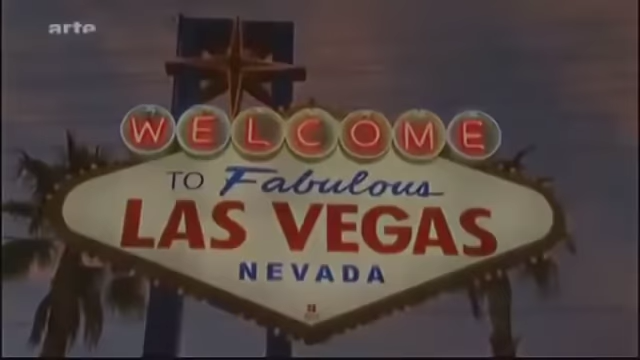 arte
WELCOME
TO Fabulous
LAS VEGAS
NEVADA